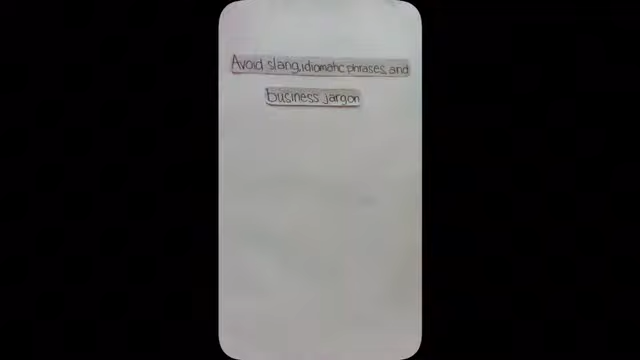 Avoid slang, idiomatic phrases, and
business jargon